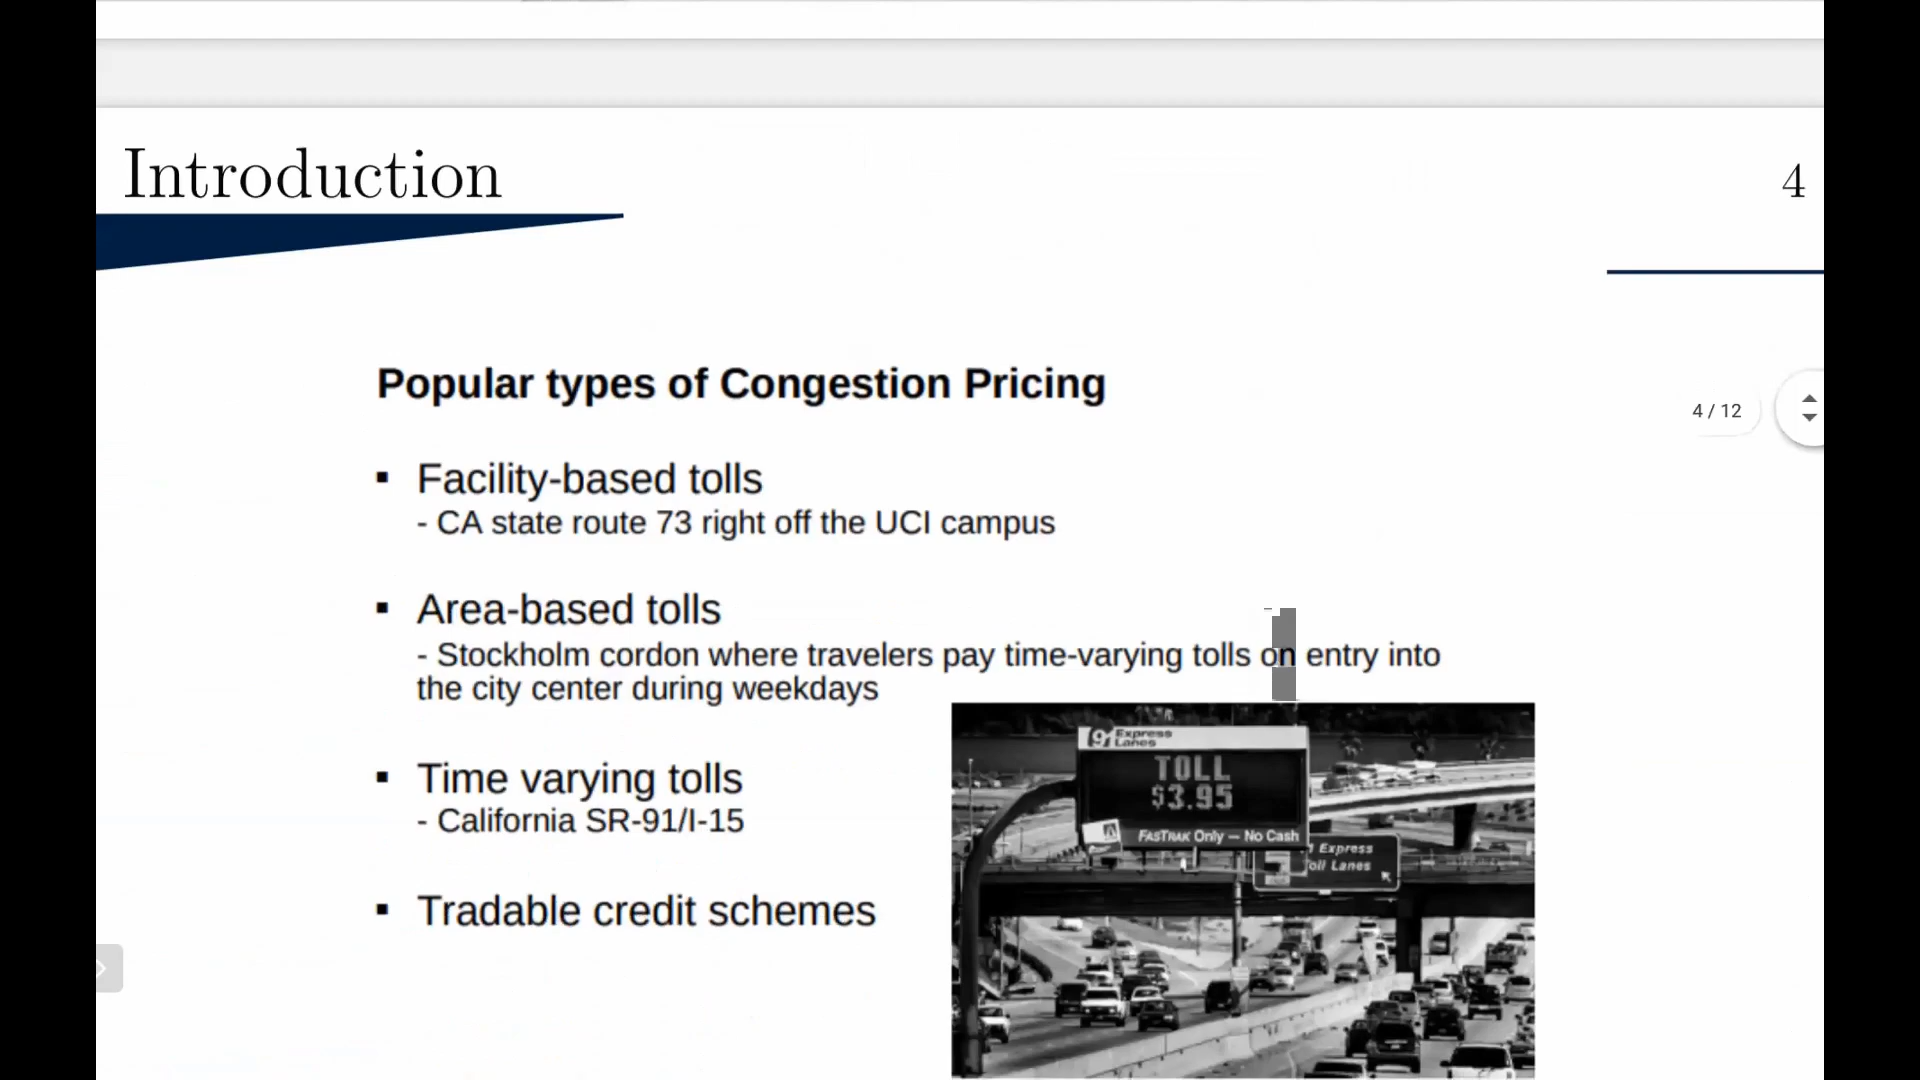 Introduction
4
Popular types of Congestion Pricing
4 / 12
▪ Facility-based tolls
- CA state route 73 right off the UCI campus
▪ Area-based tolls
- Stockholm cordon where travelers pay time-varying tolls on entry into
the city center during weekdays
91 Express
Lanes
TOLL
$3.95
FASTRAK Only – No Cash
Express
Toll Lanes
▪ Time varying tolls
- California SR-91/I-15
▪ Tradable credit schemes